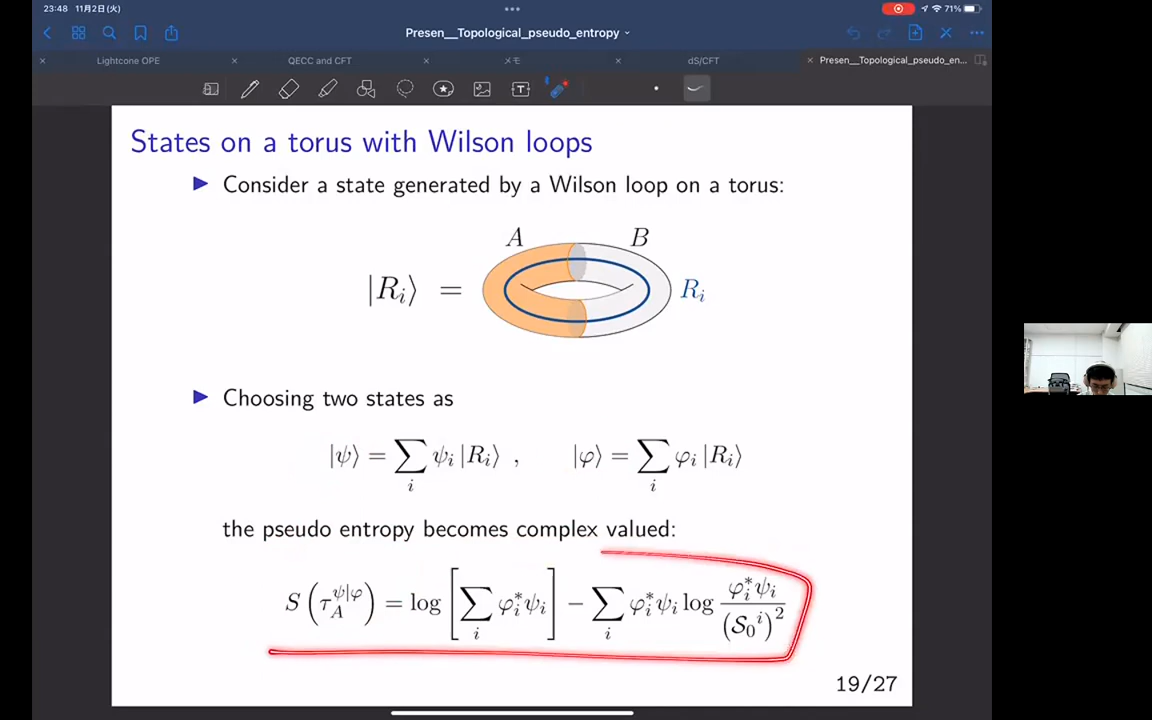 23:48 11月2日(火)
71%
Presen__Topological_pseudo_entropy
Lightcone OPE
QECC and CFT
メモ
dS/CFT
Presen__Topological_pseudo_en...
States on a torus with Wilson loops
▶ Consider a state generated by a Wilson loop on a torus:
A B
|R_i⟩ = R_i
▶ Choosing two states as
|ψ⟩ = ∑_i ψ_i |R_i⟩ , |φ⟩ = ∑_i φ_i |R_i⟩
the pseudo entropy becomes complex valued:
S(τ_A^{ψ|φ}) = log[∑_i φ_i^* ψ_i] − ∑_i φ_i^* ψ_i log φ_i^* ψ_i / (𝒮_0^i)^2
19/27